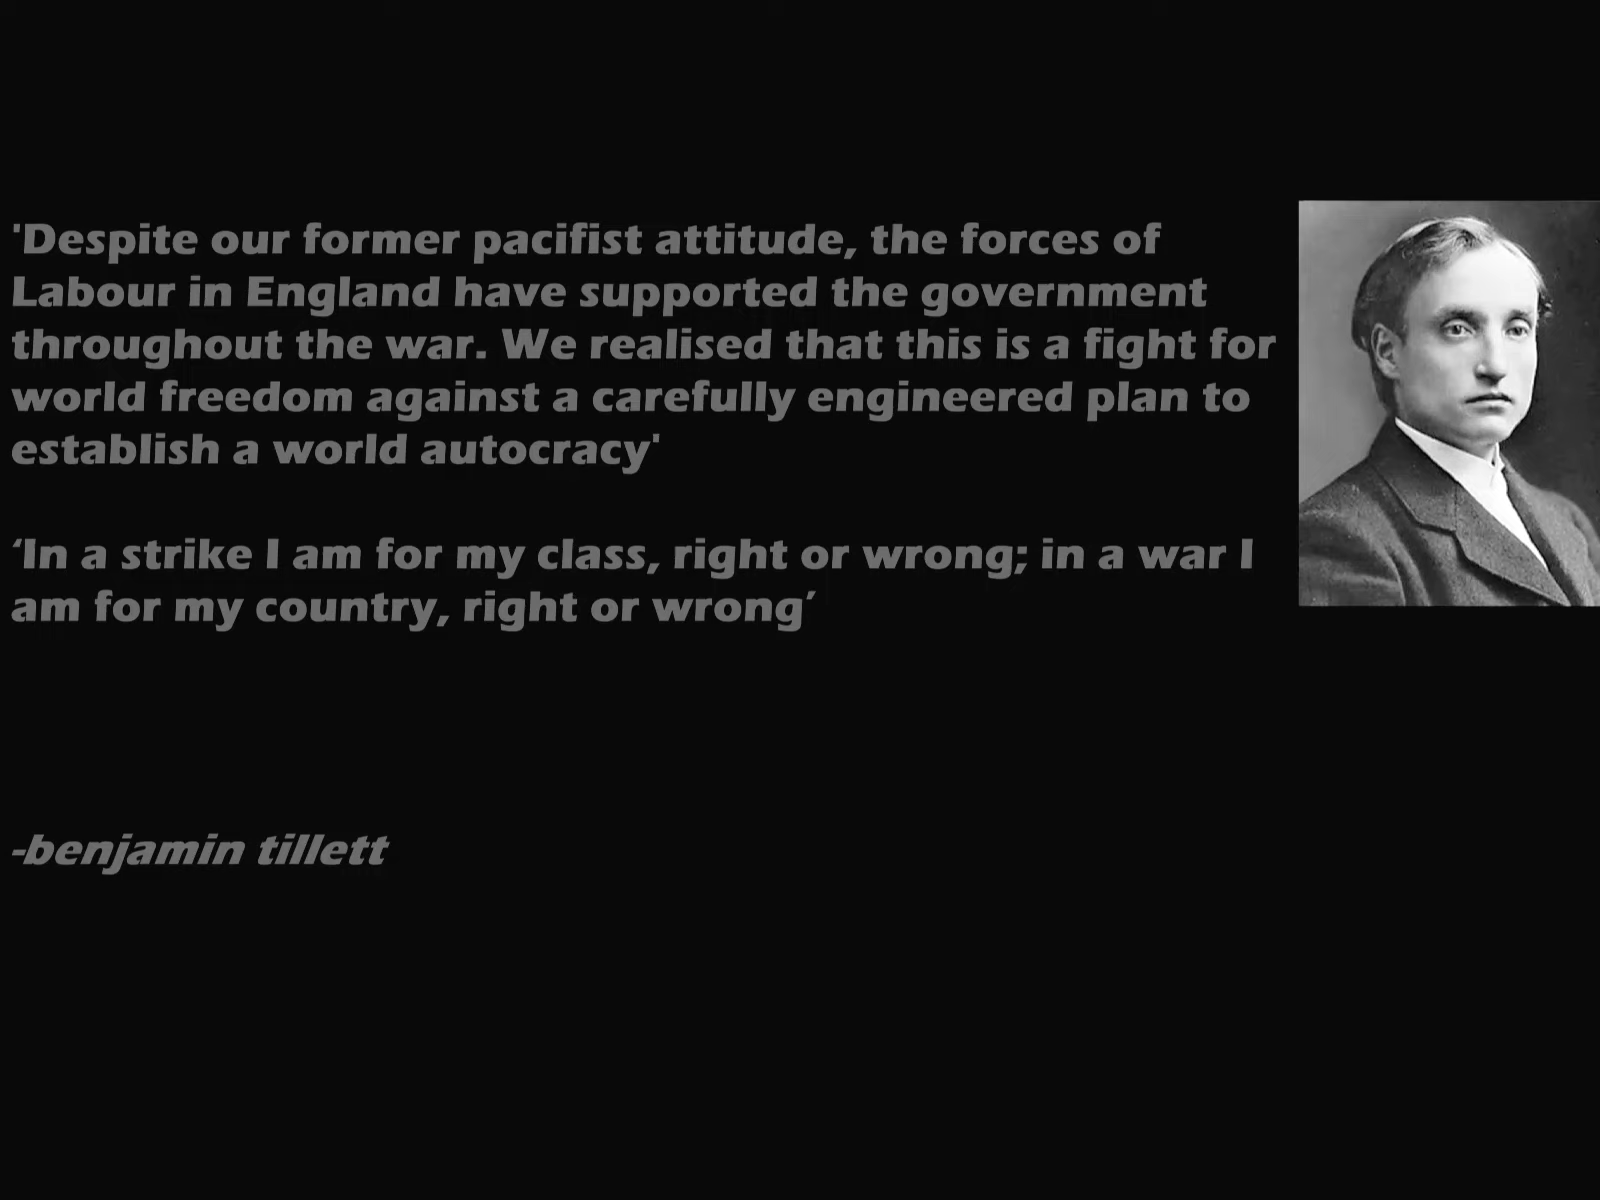 'Despite our former pacifist attitude, the forces of
Labour in England have supported the government
throughout the war. We realised that this is a fight for
world freedom against a carefully engineered plan to
establish a world autocracy'
‘In a strike I am for my class, right or wrong; in a war I
am for my country, right or wrong’
-benjamin tillett